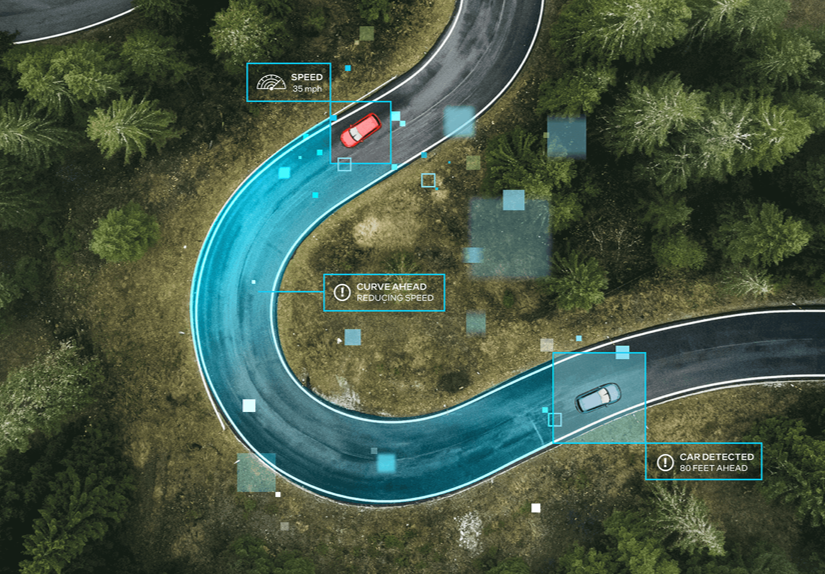 SPEED
35 mph
CURVE AHEAD
REDUCING SPEED
CAR DETECTED
80 FEET AHEAD